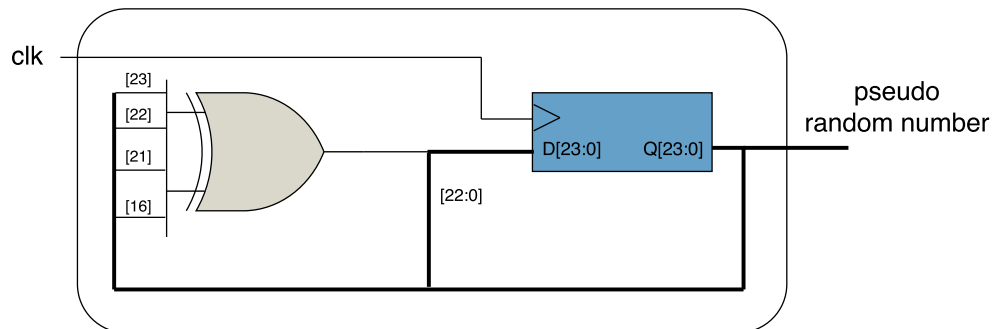 clk
[23]
[22]
[21]
[16]
D[23:0]
Q[23:0]
[22:0]
pseudo
random number